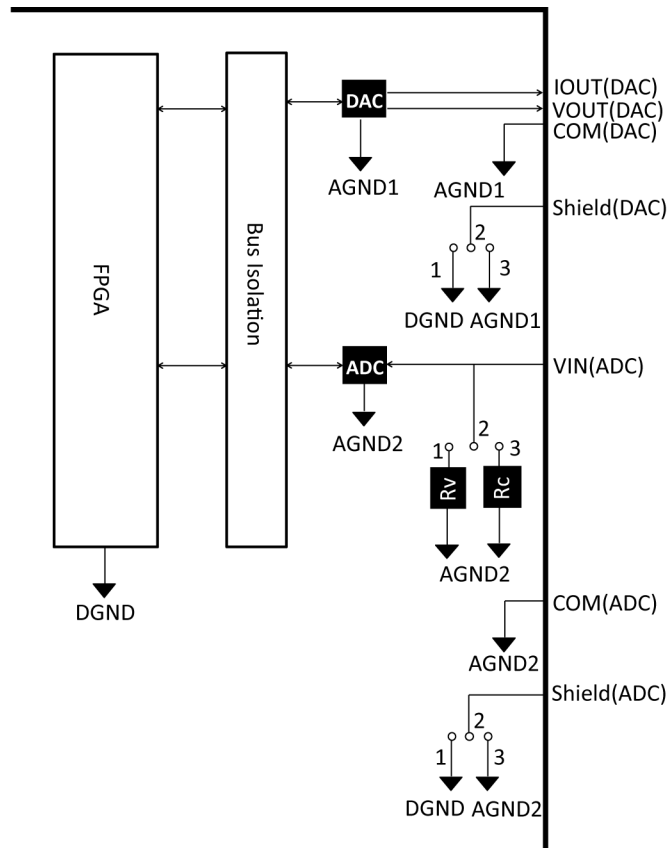 FPGA
Bus Isolation
DAC
AGND1
IOUT(DAC)
VOUT(DAC)
COM(DAC)
AGND1
Shield(DAC)
2
1
3
DGND
AGND1
ADC
AGND2
VIN(ADC)
2
1
3
Rv
Rc
AGND2
DGND
COM(ADC)
AGND2
Shield(ADC)
2
1
3
DGND
AGND2